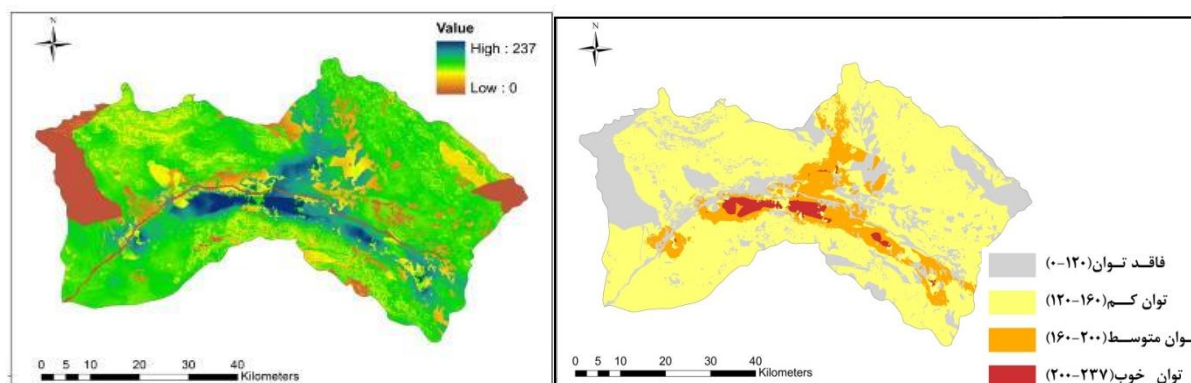 N
Value
High : 237
Low : 0
0 5 10 20 30 40
Kilometers
N
فاقـد تـوان(۰-۱۲۰)
توان کـم(۱۲۰-۱۶۰)
ـوان متوسـط(۱۶۰-۲۰۰)
توان خوب(۲۰۰-۲۳۷)
0 5 10 20 30 40
Kilometers